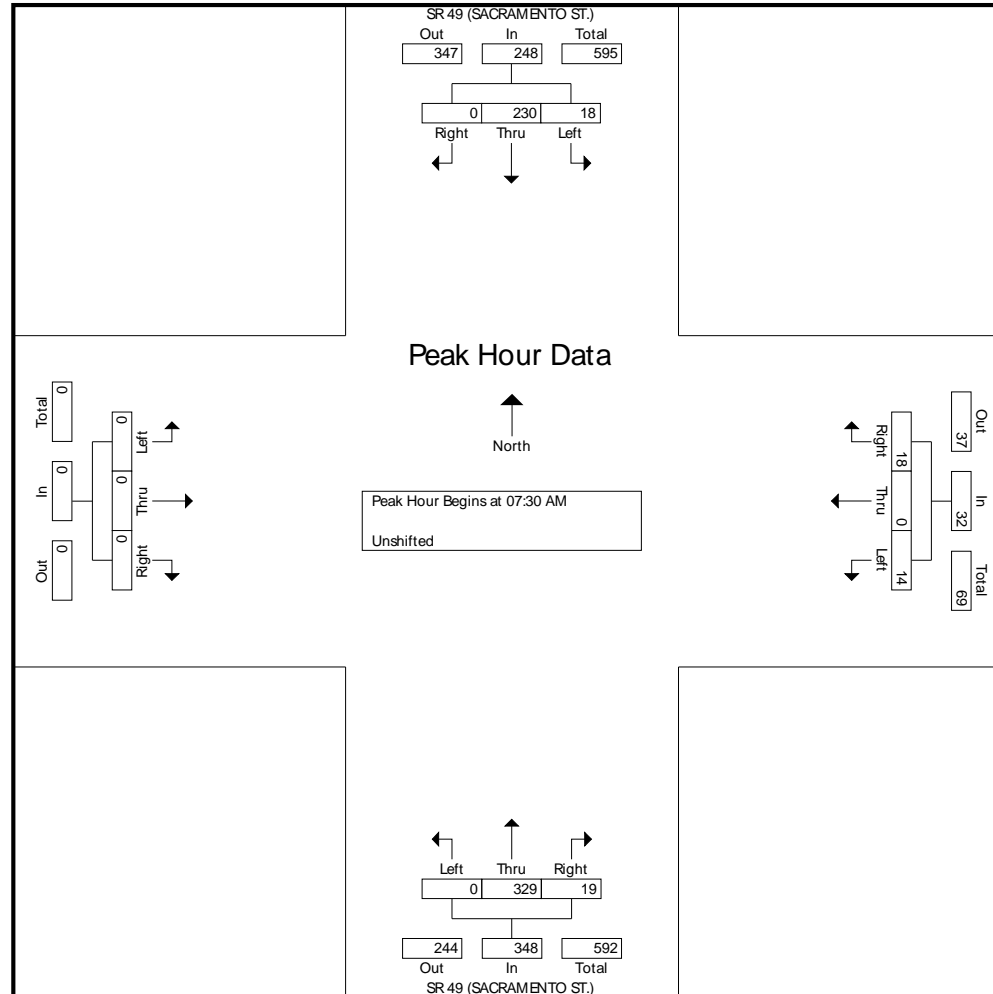 SR 49 (SACRAMENTO ST.)
Out In Total
347 248 595
0 230 18
Right Thru Left
Peak Hour Data
North
Peak Hour Begins at 07:30 AM
Unshifted
Total In Out
0 0 0
0 0 0
Left Thru Right
Right Thru Left
18 0 14
37 32 69
Out In Total
Left Thru Right
0 329 19
244 348 592
Out In Total
SR 49 (SACRAMENTO ST.)